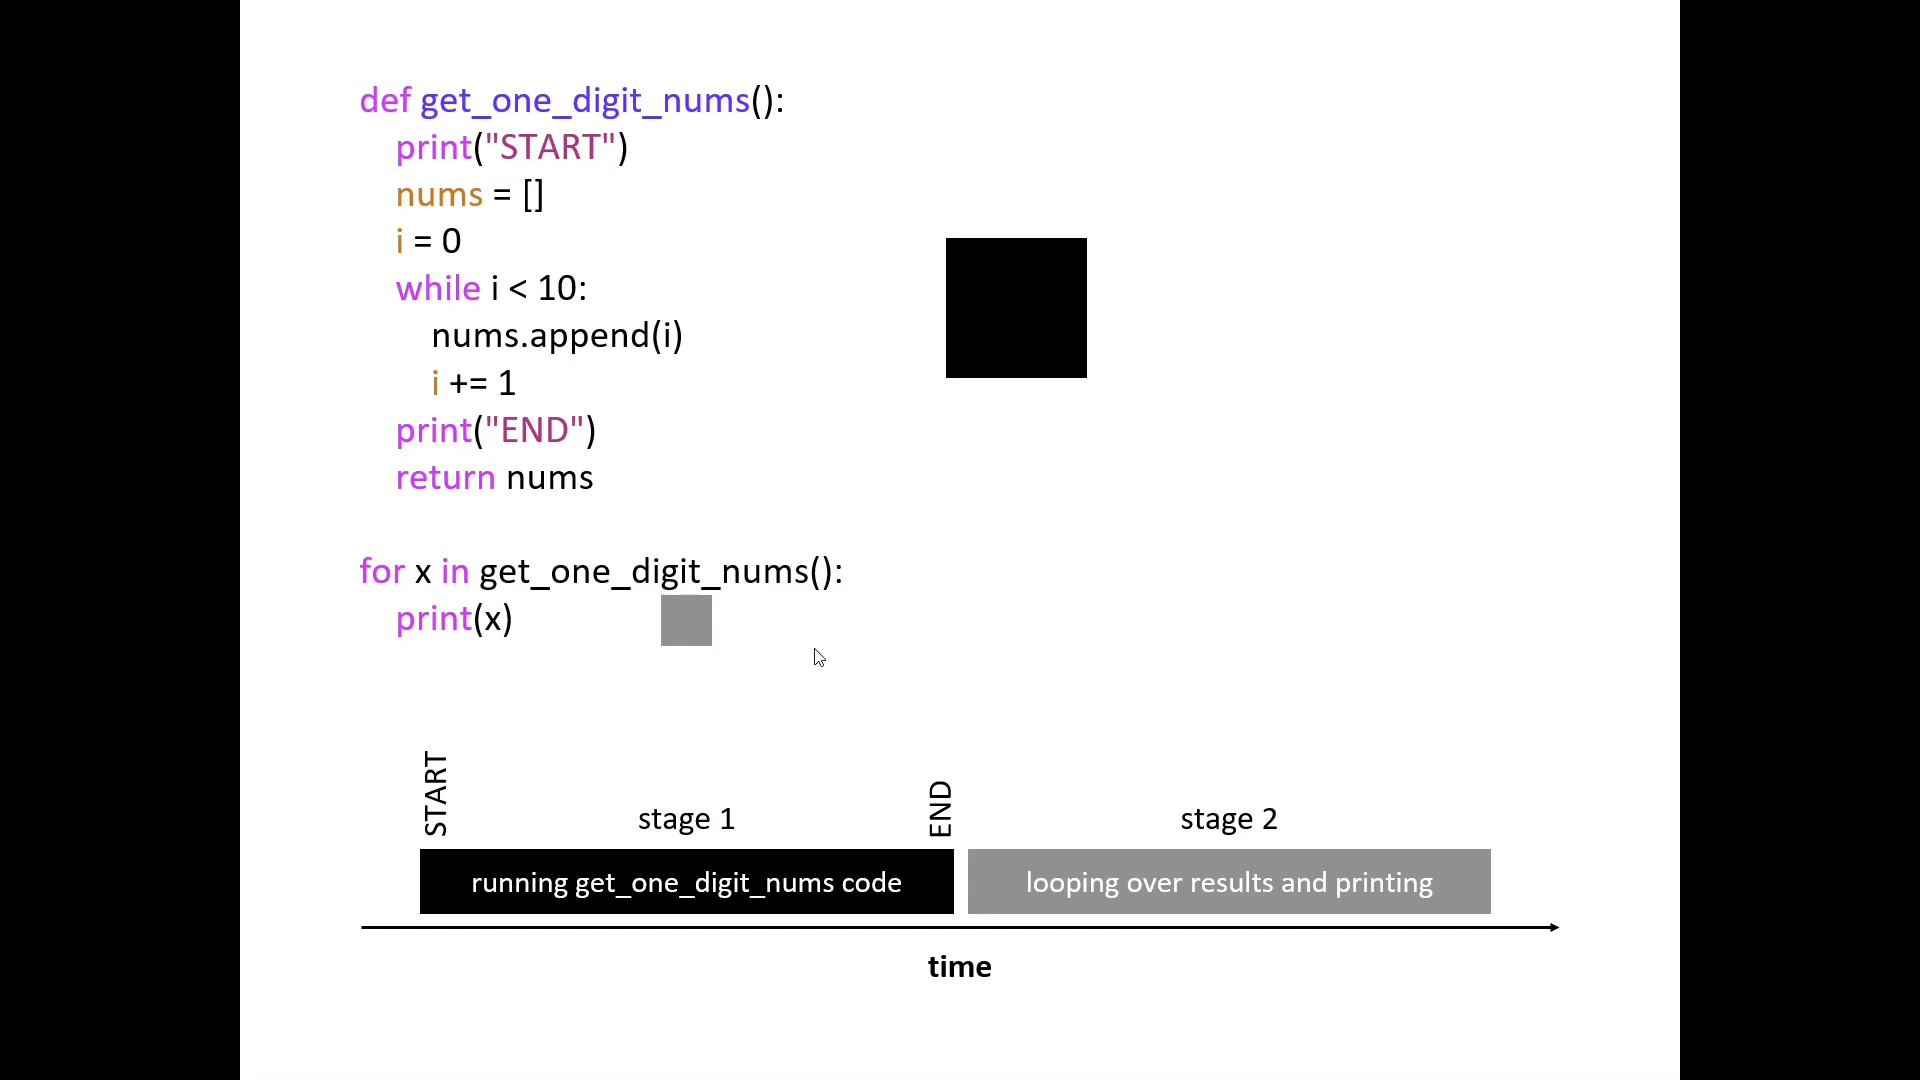 def get_one_digit_nums():
print("START")
nums = []
i = 0
while i < 10:
nums.append(i)
i += 1
print("END")
return nums
for x in get_one_digit_nums():
print(x)
START
stage 1
END
stage 2
running get_one_digit_nums code
looping over results and printing
time